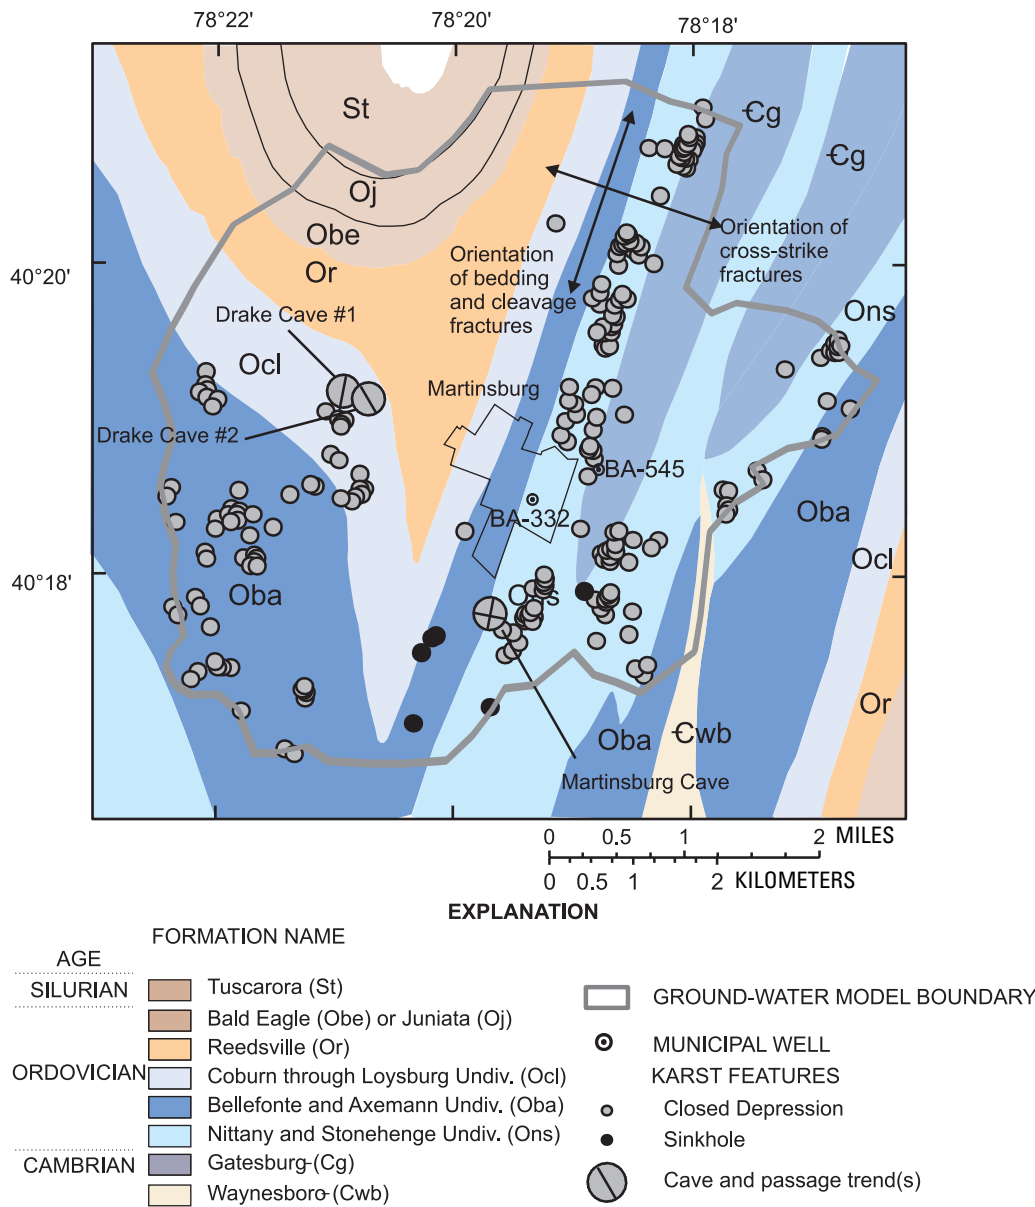 78°22' 78°20' 78°18'
St
Ꞓg
Ꞓg
Oj
Obe
Or
Orientation of
cross-strike
fractures
Orientation
of bedding
and cleavage
fractures
40°20'
Drake Cave #1
Ons
Ocl
Martinsburg
Drake Cave #2
BA-545
BA-332
Oba
Ocl
40°18'
Oba
Or
Oba
Ꞓwb
Martinsburg Cave
0 0.5 1 2 MILES
0 0.5 1 2 KILOMETERS
EXPLANATION
FORMATION NAME
AGE
SILURIAN
Tuscarora (St)
Bald Eagle (Obe) or Juniata (Oj)
Reedsville (Or)
ORDOVICIAN
Coburn through Loysburg Undiv. (Ocl)
Bellefonte and Axemann Undiv. (Oba)
Nittany and Stonehenge Undiv. (Ons)
CAMBRIAN
Gatesburg-(Cg)
Waynesboro-(Cwb)
GROUND-WATER MODEL BOUNDARY
MUNICIPAL WELL
KARST FEATURES
Closed Depression
Sinkhole
Cave and passage trend(s)